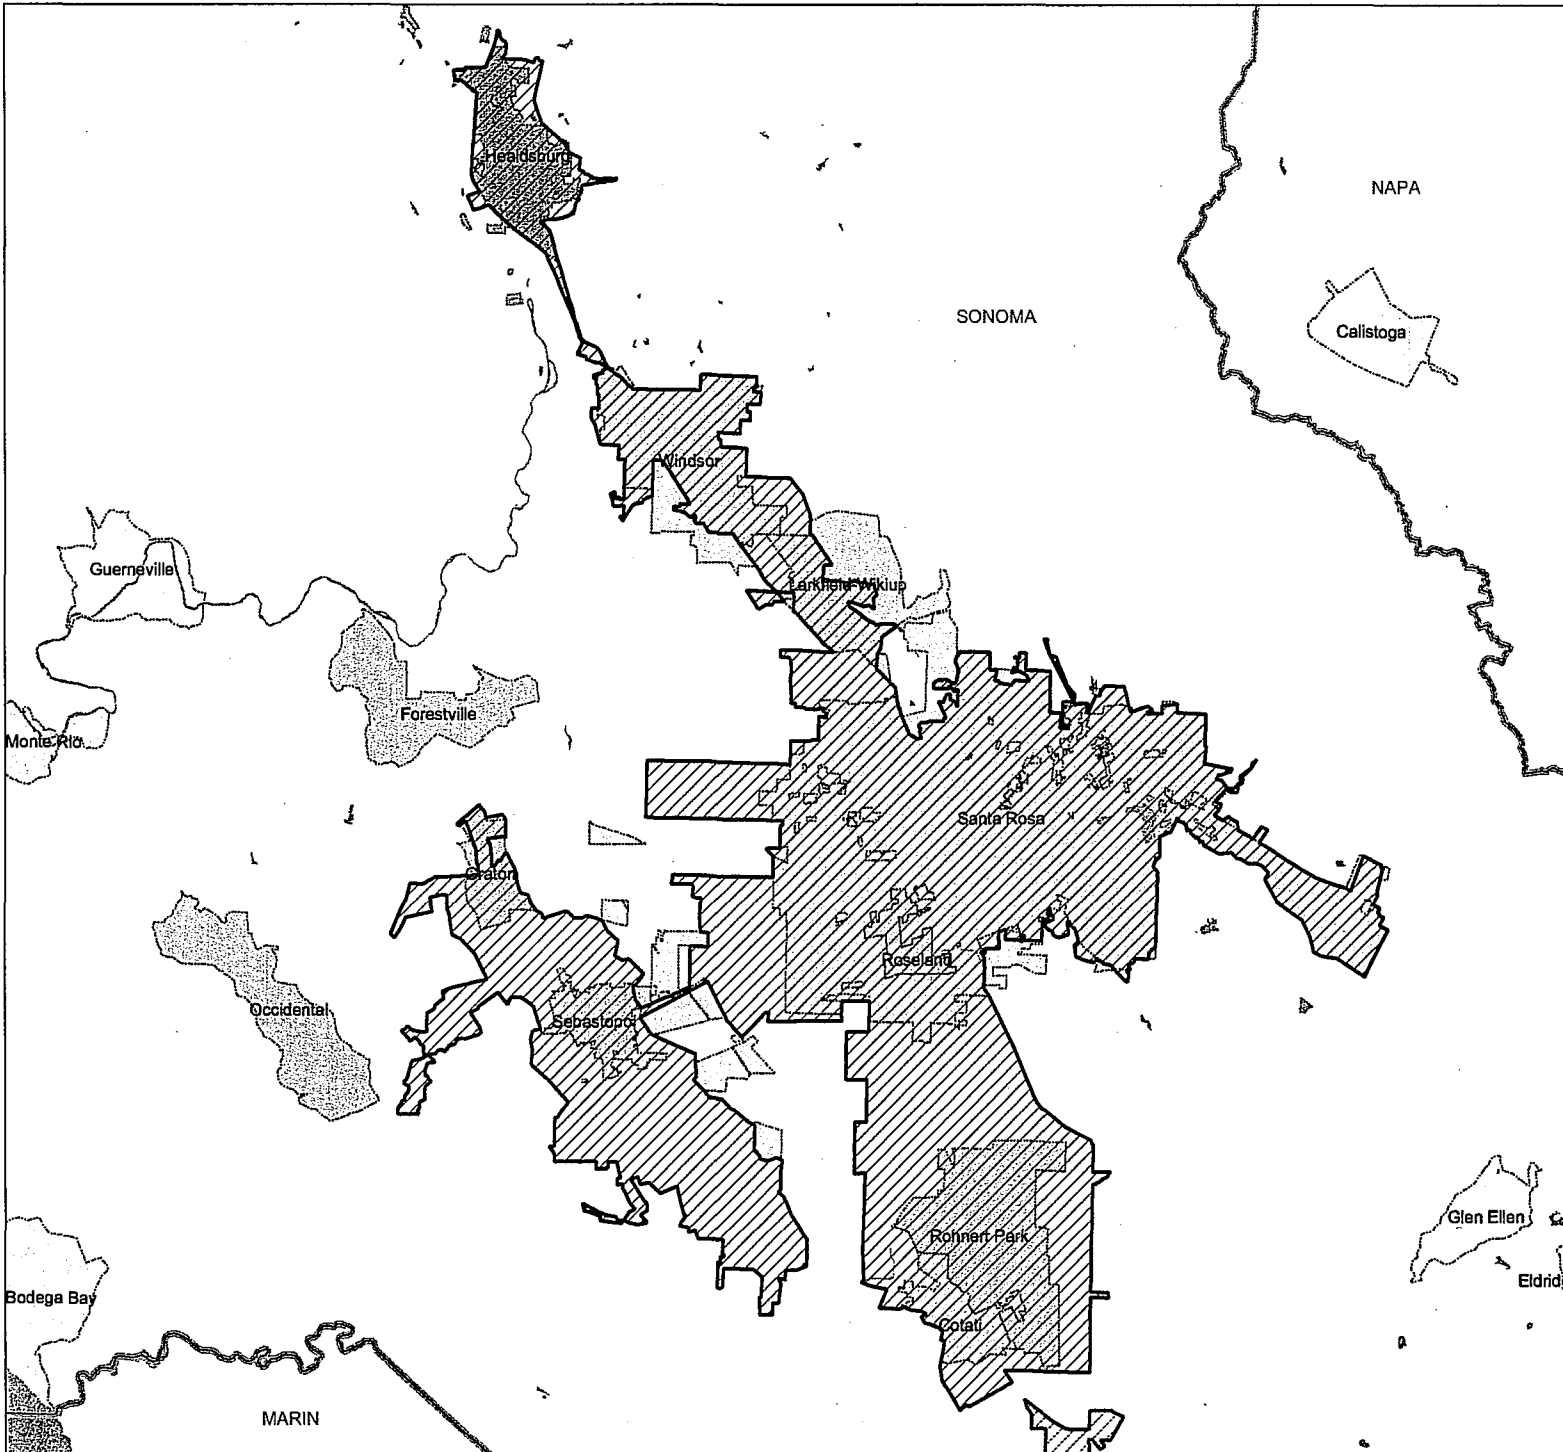 Healdsburg
NAPA
SONOMA
Calistoga
Windsor
Guerneville
Larkfield-Wikiup
Forestville
Monte Rio
Santa Rosa
Graton
Roseland
Occidental
Sebastopol
Glen Ellen
Rohnert Park
Eldrid
Bodega Bay
Cotati
MARIN